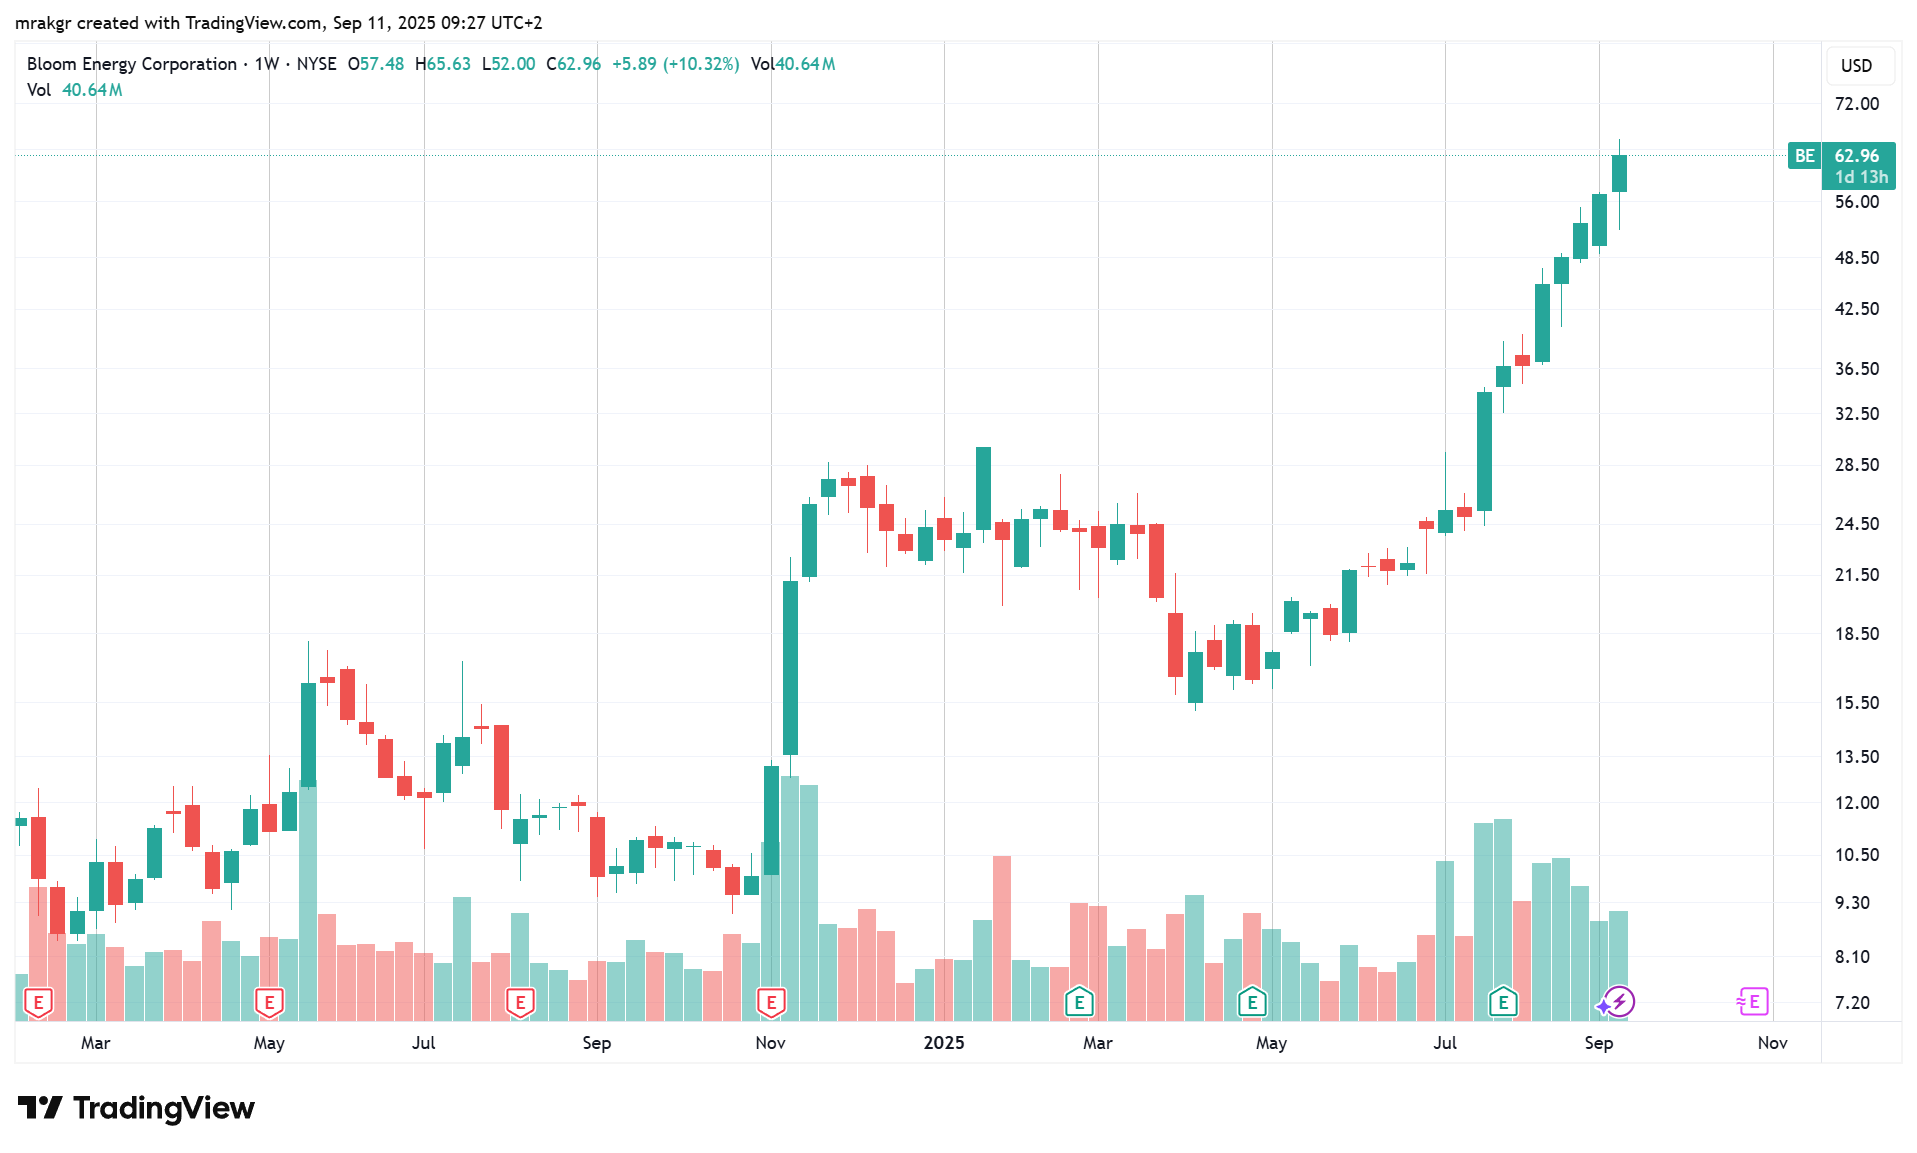 mrakgr created with TradingView.com, Sep 11, 2025 09:27 UTC+2
Bloom Energy Corporation · 1W · NYSE O57.48 H65.63 L52.00 C62.96 +5.89 (+10.32%) Vol40.64M
Vol 40.64M
USD
72.00
BE 62.96
1d 13h
56.00
48.50
42.50
36.50
32.50
28.50
24.50
21.50
18.50
15.50
13.50
12.00
10.50
9.30
8.10
7.20
E E E E E E E ≈E
Mar May Jul Sep Nov 2025 Mar May Jul Sep Nov
TradingView